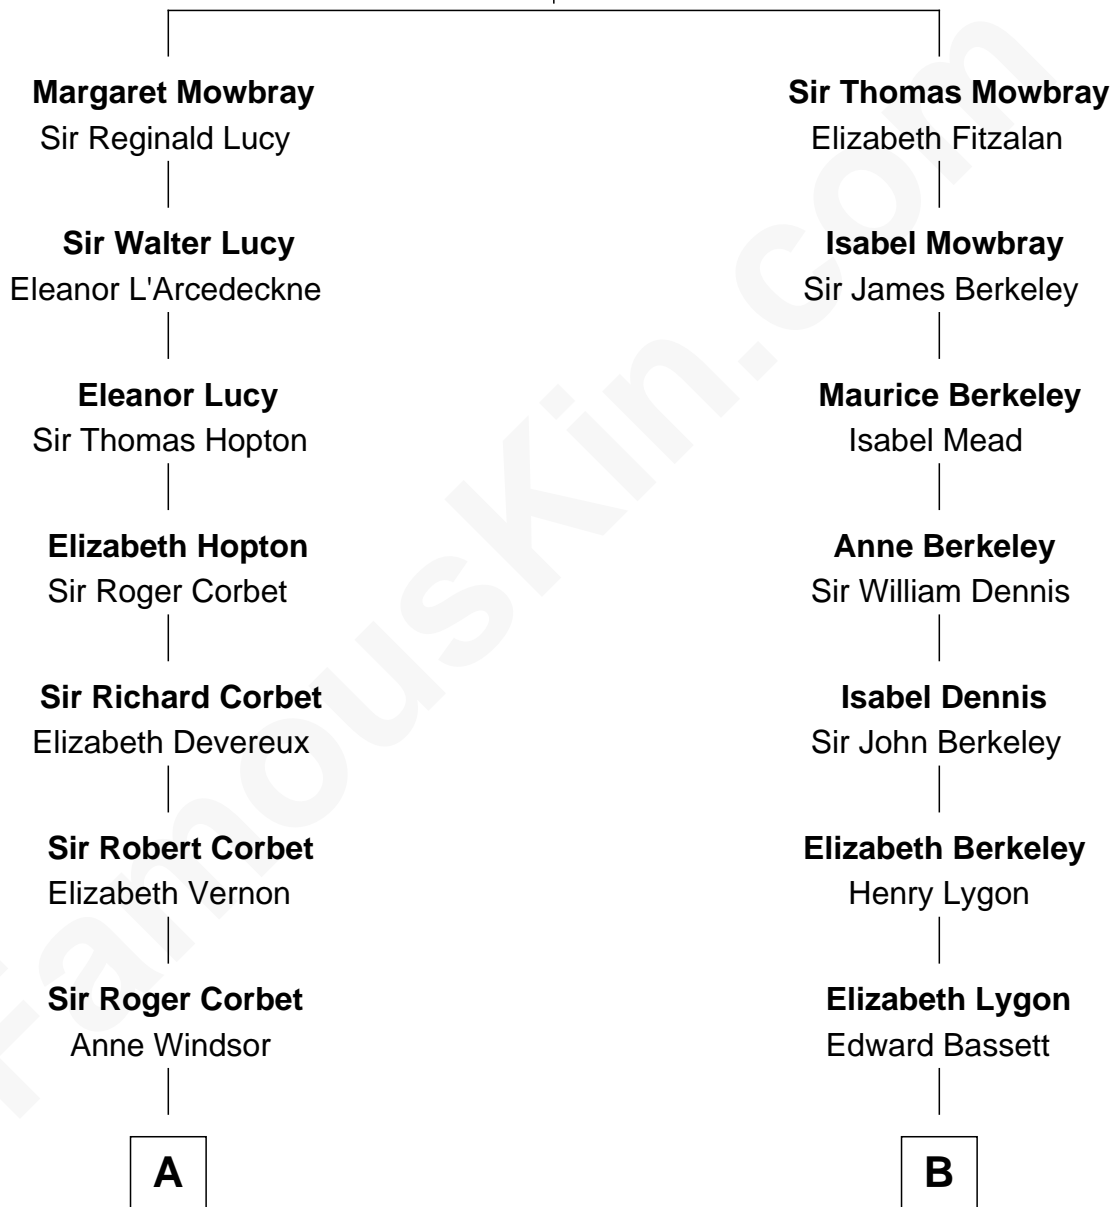 Margaret Mowbray
Sir Reginald Lucy
Sir Walter Lucy
Eleanor L'Arcedeckne
Eleanor Lucy
Sir Thomas Hopton
Elizabeth Hopton
Sir Roger Corbet
Sir Richard Corbet
Elizabeth Devereux
Sir Robert Corbet
Elizabeth Vernon
Sir Roger Corbet
Anne Windsor
A
Sir Thomas Mowbray
Elizabeth Fitzalan
Isabel Mowbray
Sir James Berkeley
Maurice Berkeley
Isabel Mead
Anne Berkeley
Sir William Dennis
Isabel Dennis
Sir John Berkeley
Elizabeth Berkeley
Henry Lygon
Elizabeth Lygon
Edward Bassett
B
FamousKin.com